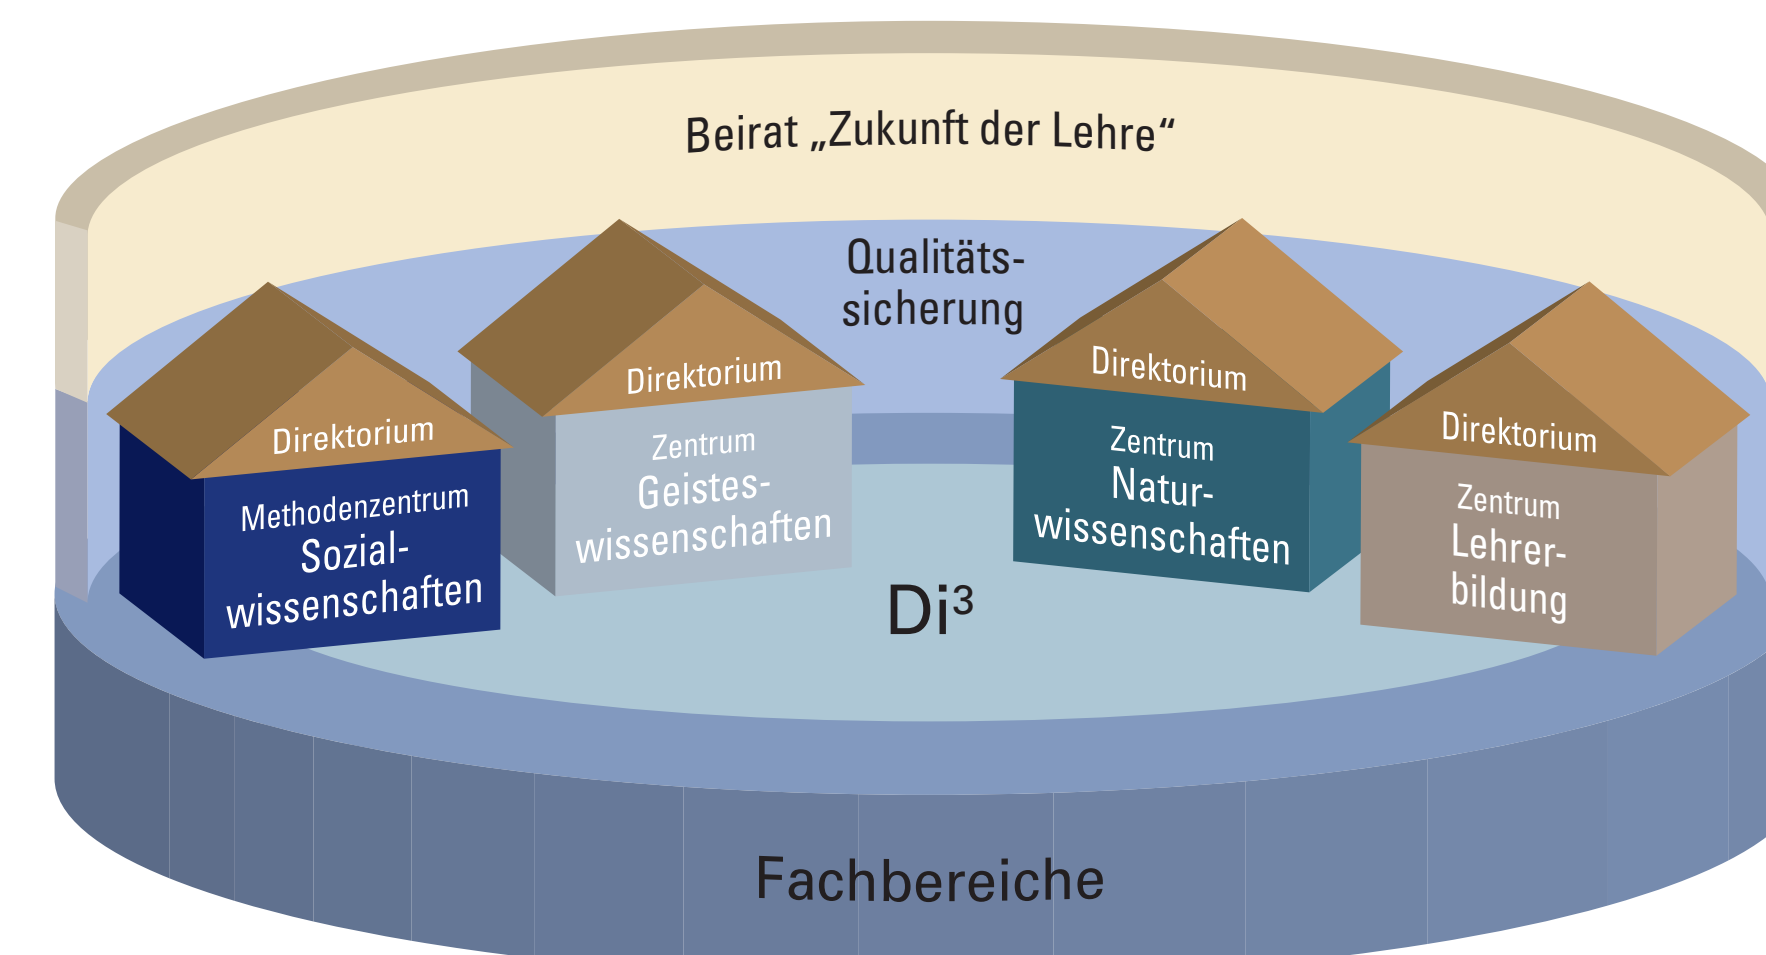 Beirat „Zukunft der Lehre“
Qualitäts-
sicherung
Direktorium
Methodenzentrum
Sozial-
wissenschaften
Direktorium
Zentrum
Geistes-
wissenschaften
Direktorium
Zentrum
Natur-
wissenschaften
Direktorium
Zentrum
Lehrer-
bildung
Di³
Fachbereiche